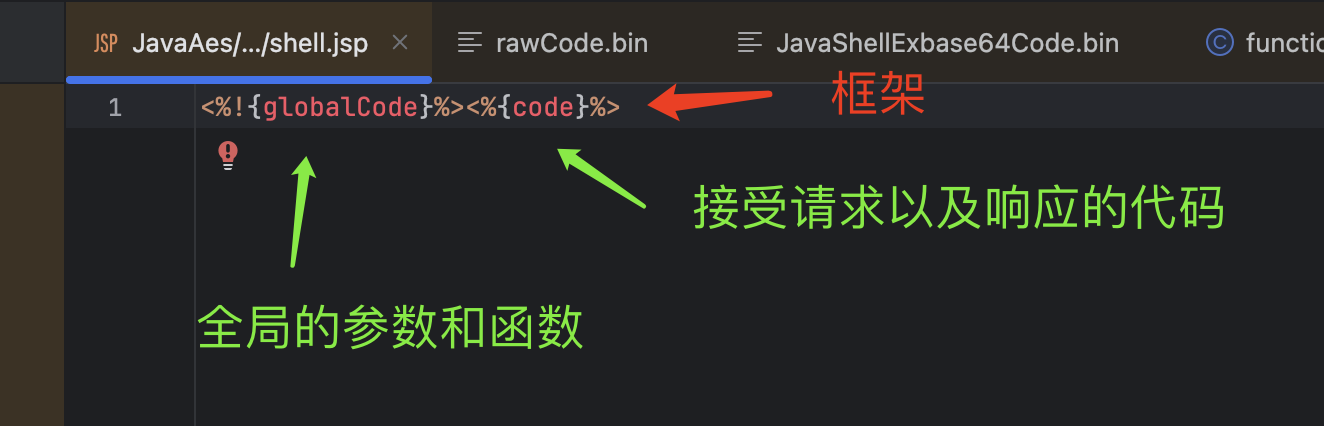 JSP JavaAes/.../shell.jsp × rawCode.bin JavaShellExbase64Code.bin functio
1 <%!{globalCode}%><%{code}%> 框架
接受请求以及响应的代码
全局的参数和函数